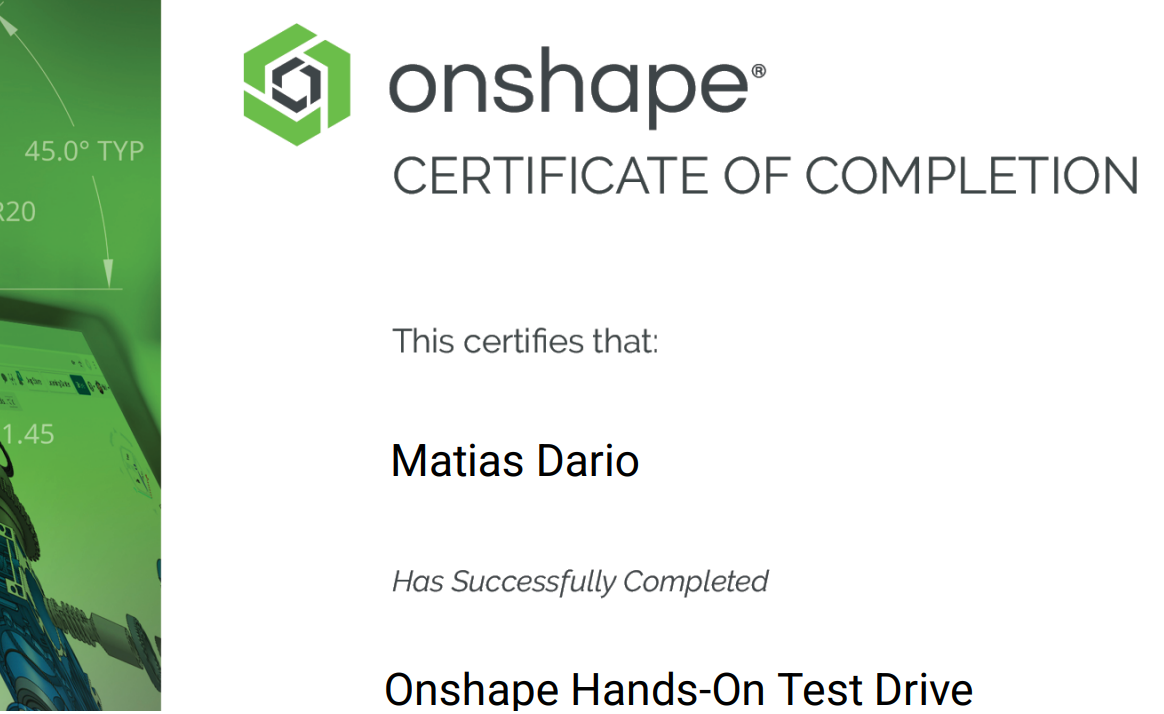 onshape®
CERTIFICATE OF COMPLETION
45.0° TYP
R20
This certifies that:
1.45
Matias Dario
Has Successfully Completed
Onshape Hands-On Test Drive